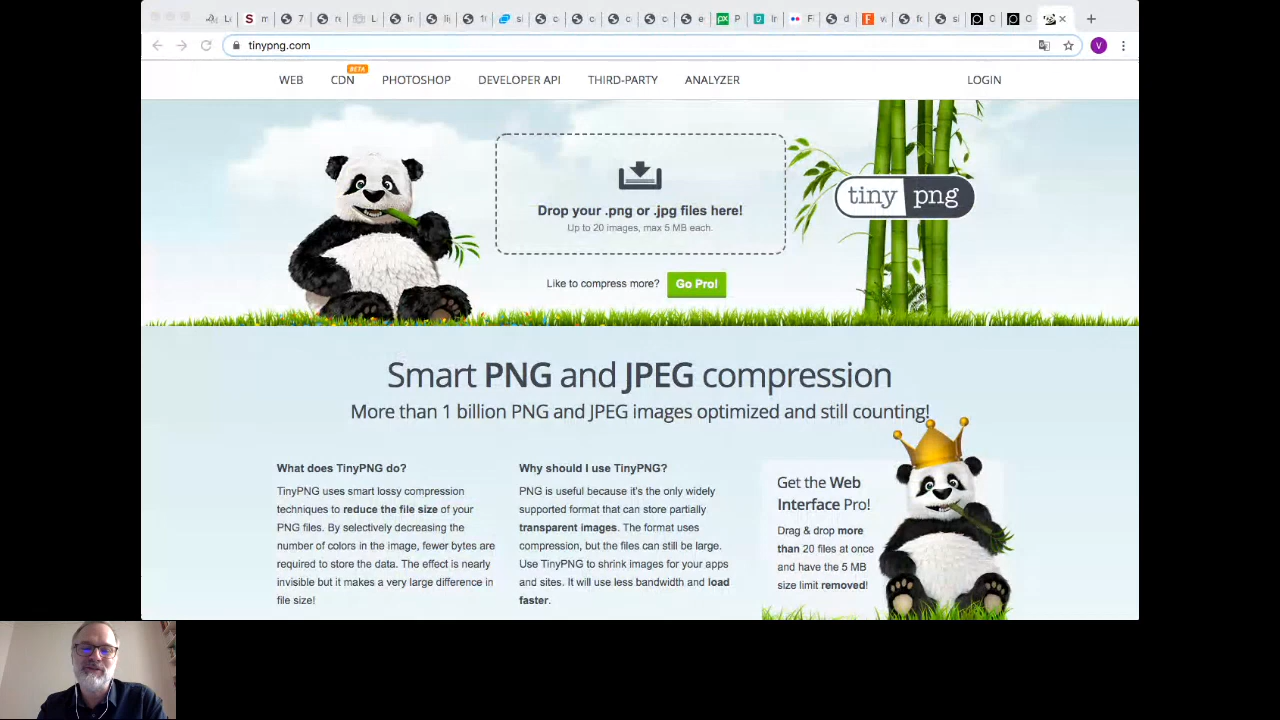 tinypng.com
V
WEB
CDN
BETA
PHOTOSHOP
DEVELOPER API
THIRD-PARTY
ANALYZER
LOGIN
Drop your .png or .jpg files here!
Up to 20 images, max 5 MB each.
Like to compress more?
Go Pro!
tiny png
Smart PNG and JPEG compression
More than 1 billion PNG and JPEG images optimized and still counting!
What does TinyPNG do?
TinyPNG uses smart lossy compression
techniques to reduce the file size of your
PNG files. By selectively decreasing the
number of colors in the image, fewer bytes are
required to store the data. The effect is nearly
invisible but it makes a very large difference in
file size!
Why should I use TinyPNG?
PNG is useful because it's the only widely
supported format that can store partially
transparent images. The format uses
compression, but the files can still be large.
Use TinyPNG to shrink images for your apps
and sites. It will use less bandwidth and load
faster.
Get the Web
Interface Pro!
Drag & drop more
than 20 files at once
and have the 5 MB
size limit removed!